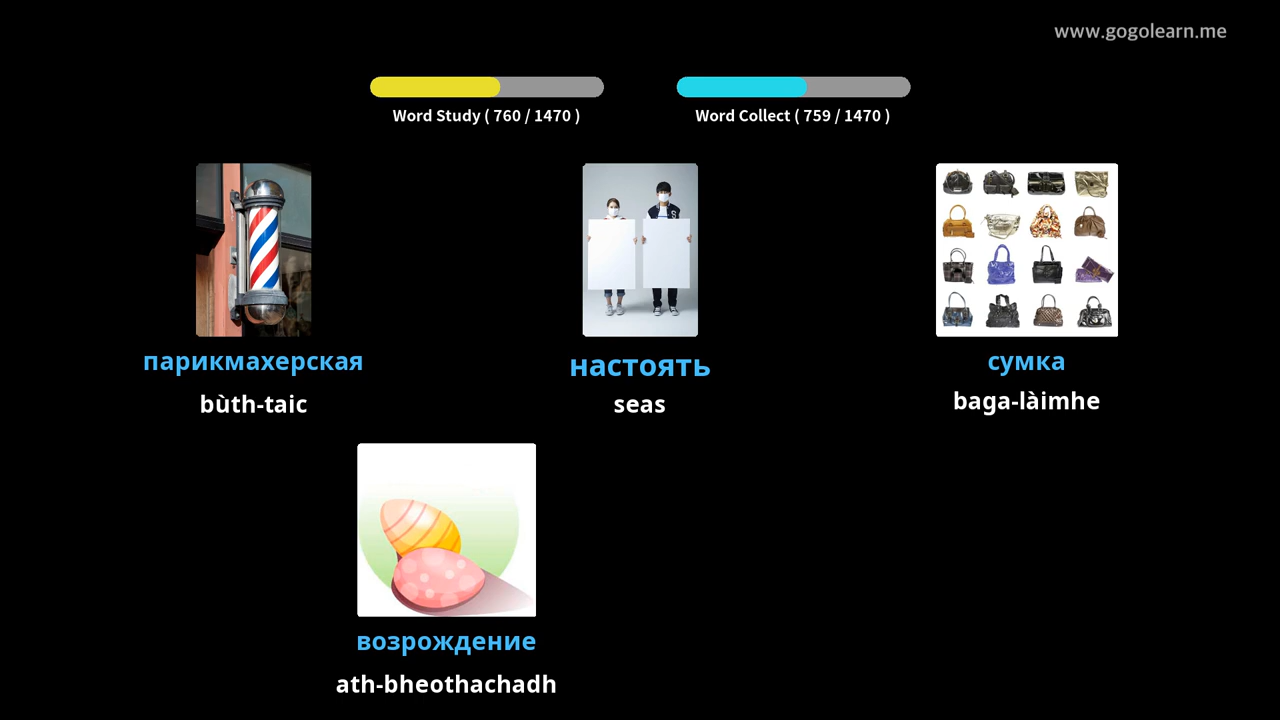 www.gogolearn.me
Word Study ( 760 / 1470 )
Word Collect ( 759 / 1470 )
парикмахерская
bùth-taic
настоять
seas
сумка
baga-làimhe
возрождение
ath-bheothachadh